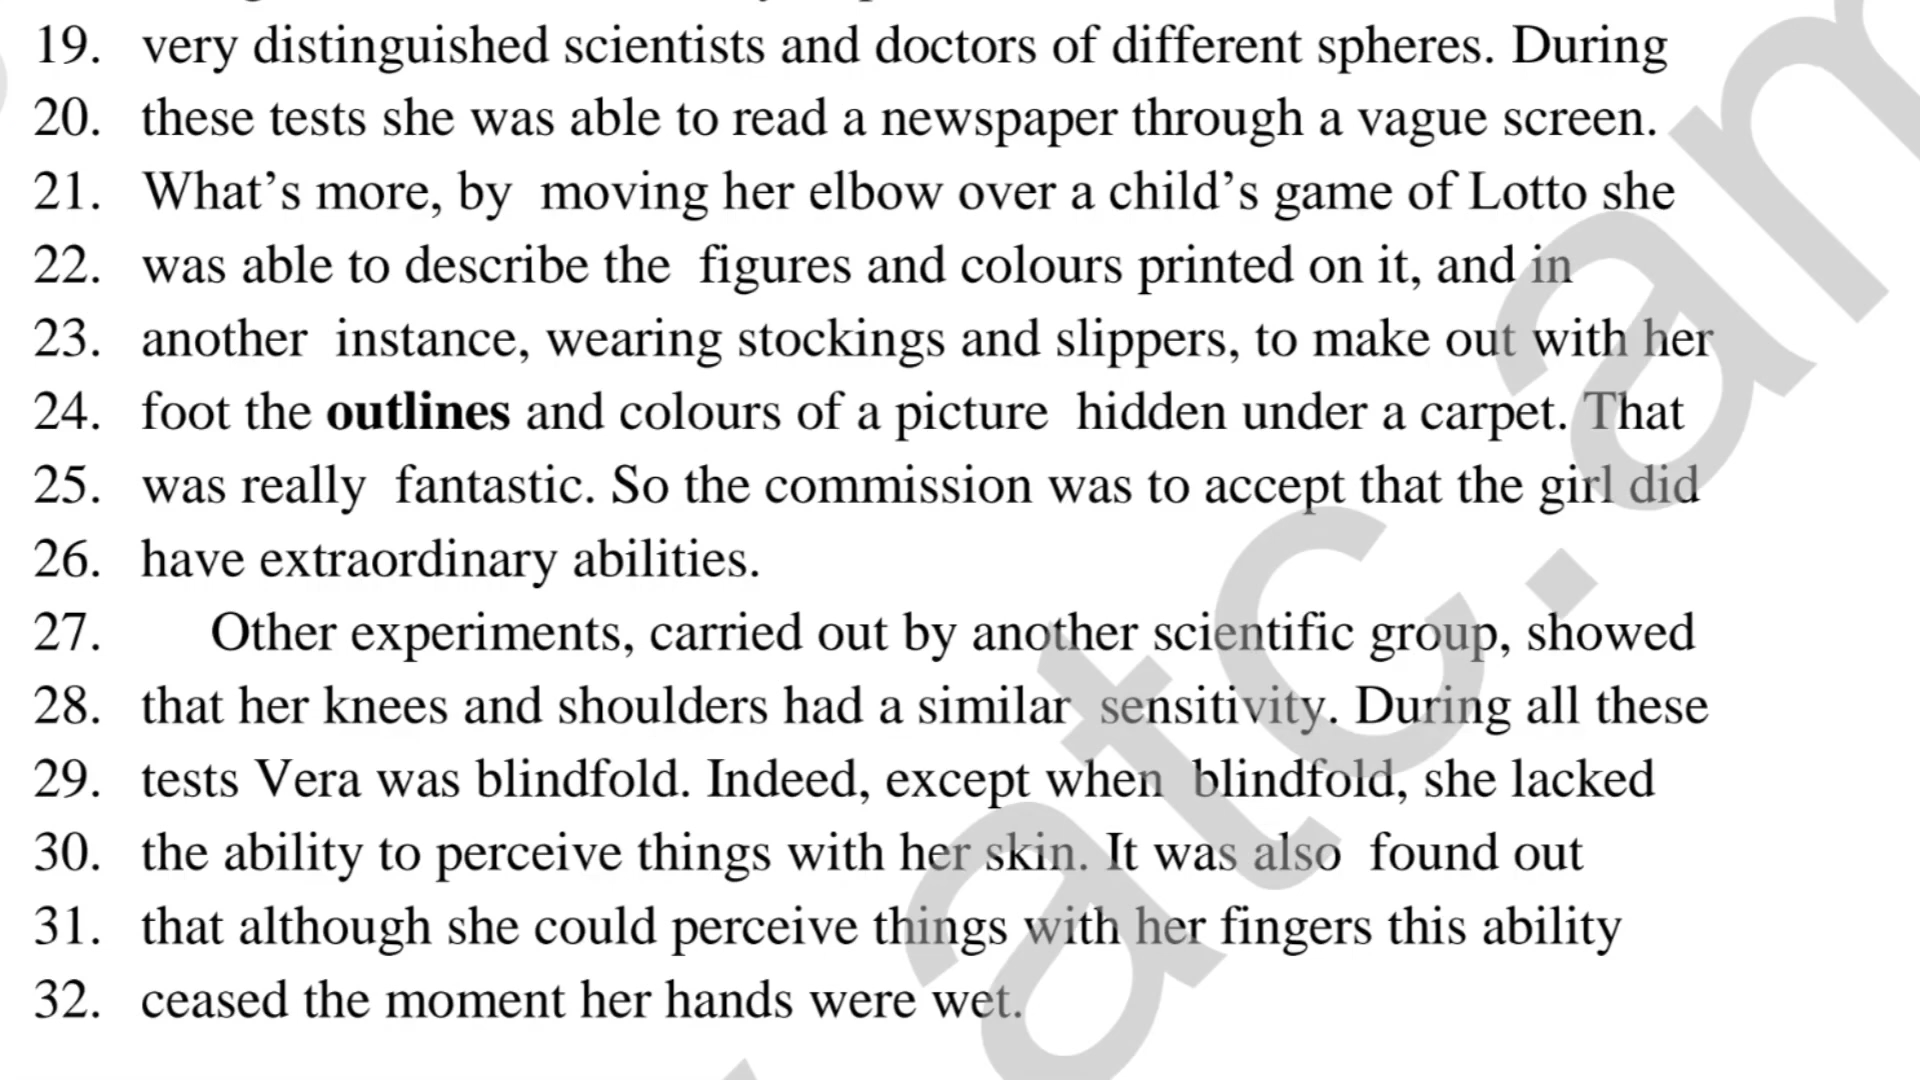 19. very distinguished scientists and doctors of different spheres. During
20. these tests she was able to read a newspaper through a vague screen.
21. What’s more, by moving her elbow over a child’s game of Lotto she
22. was able to describe the figures and colours printed on it, and in
23. another instance, wearing stockings and slippers, to make out with her
24. foot the outlines and colours of a picture hidden under a carpet. That
25. was really fantastic. So the commission was to accept that the girl did
26. have extraordinary abilities.
27. Other experiments, carried out by another scientific group, showed
28. that her knees and shoulders had a similar sensitivity. During all these
29. tests Vera was blindfold. Indeed, except when blindfold, she lacked
30. the ability to perceive things with her skin. It was also found out
31. that although she could perceive things with her fingers this ability
32. ceased the moment her hands were wet.
atc.am